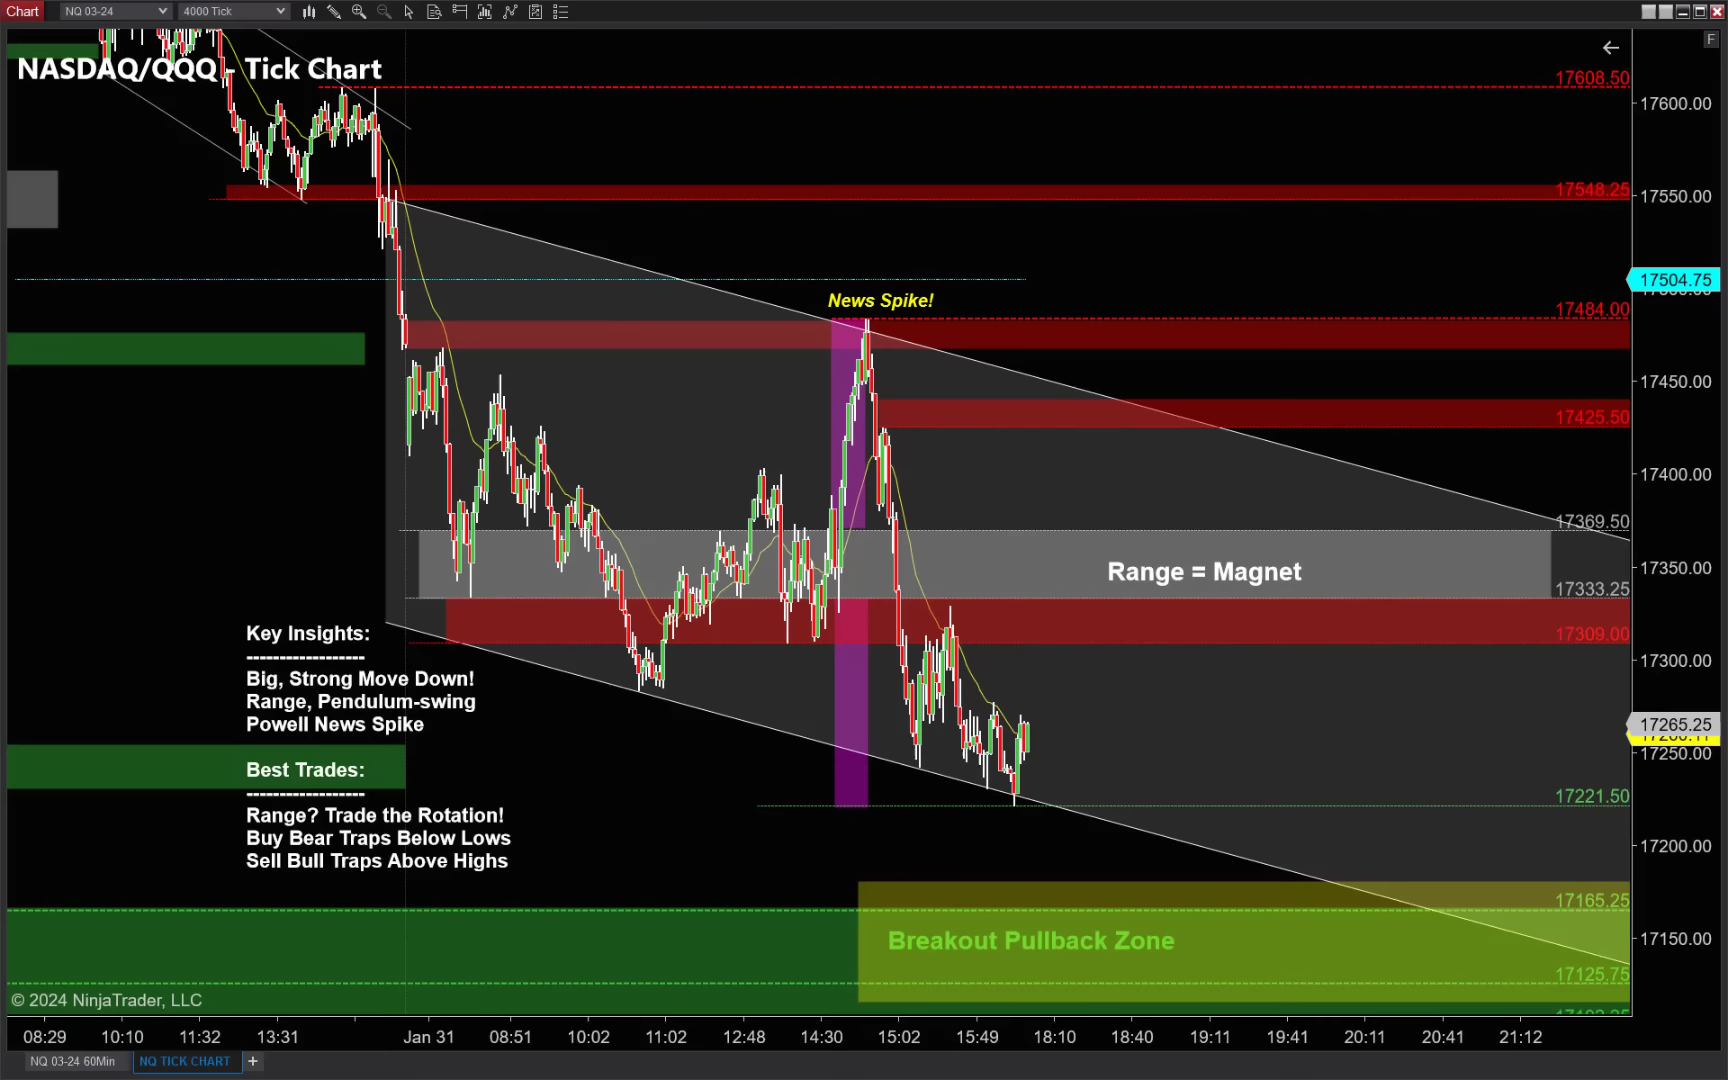 Chart
NQ 03-24
4000 Tick
F
NASDAQ/QQQ - Tick Chart
17608.50
17600.00
17548.25
17550.00
17504.75
News Spike!
17484.00
17450.00
17425.50
17400.00
17369.50
Range = Magnet
17350.00
17333.25
17309.00
17300.00
Key Insights:
------------------
Big, Strong Move Down!
Range, Pendulum-swing
Powell News Spike
17265.25
17250.00
Best Trades:
------------------
17221.50
Range? Trade the Rotation!
Buy Bear Traps Below Lows
Sell Bull Traps Above Highs
17200.00
17165.25
Breakout Pullback Zone
17150.00
17125.75
© 2024 NinjaTrader, LLC
08:29 10:10 11:32 13:31 Jan 31 08:51 10:02 11:02 12:48 14:30 15:02 15:49 18:10 18:40 19:11 19:41 20:11 20:41 21:12
NQ 03-24 60Min NQ TICK CHART +